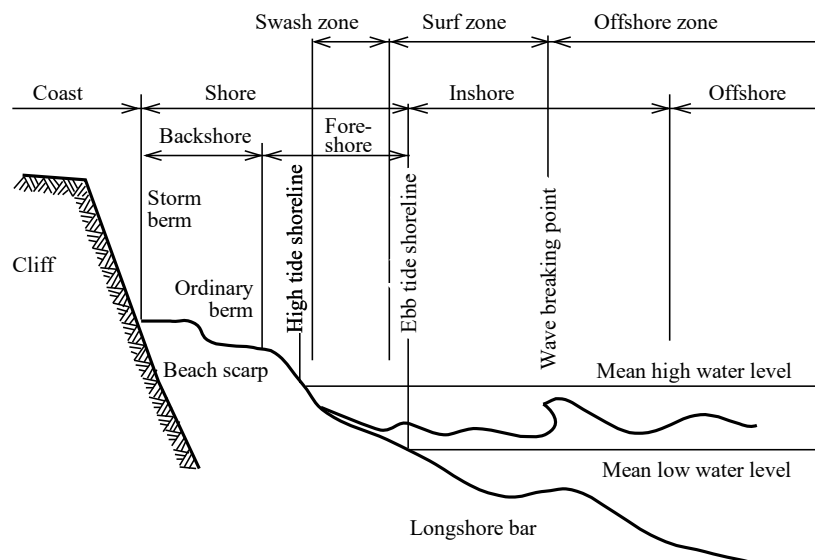 Swash zone Surf zone Offshore zone
Coast Shore Inshore Offshore
Backshore
Fore-
shore
Storm
berm
High tide shoreline
Ebb tide shoreline
Wave breaking point
Cliff
Ordinary
berm
Beach scarp
Mean high water level
Mean low water level
Longshore bar